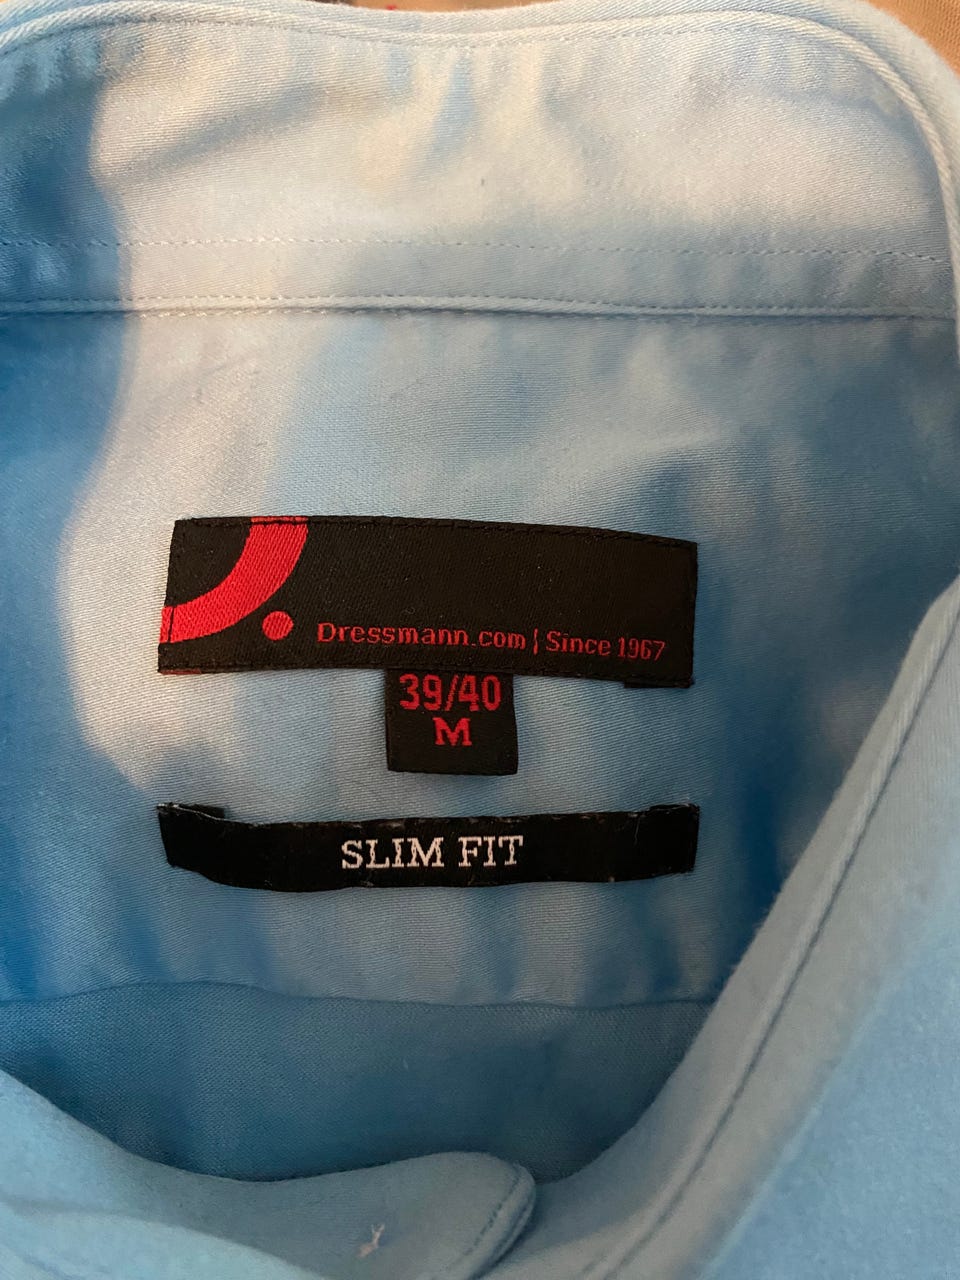 Dressmann.com | Since 1967
39/40
M
SLIM FIT